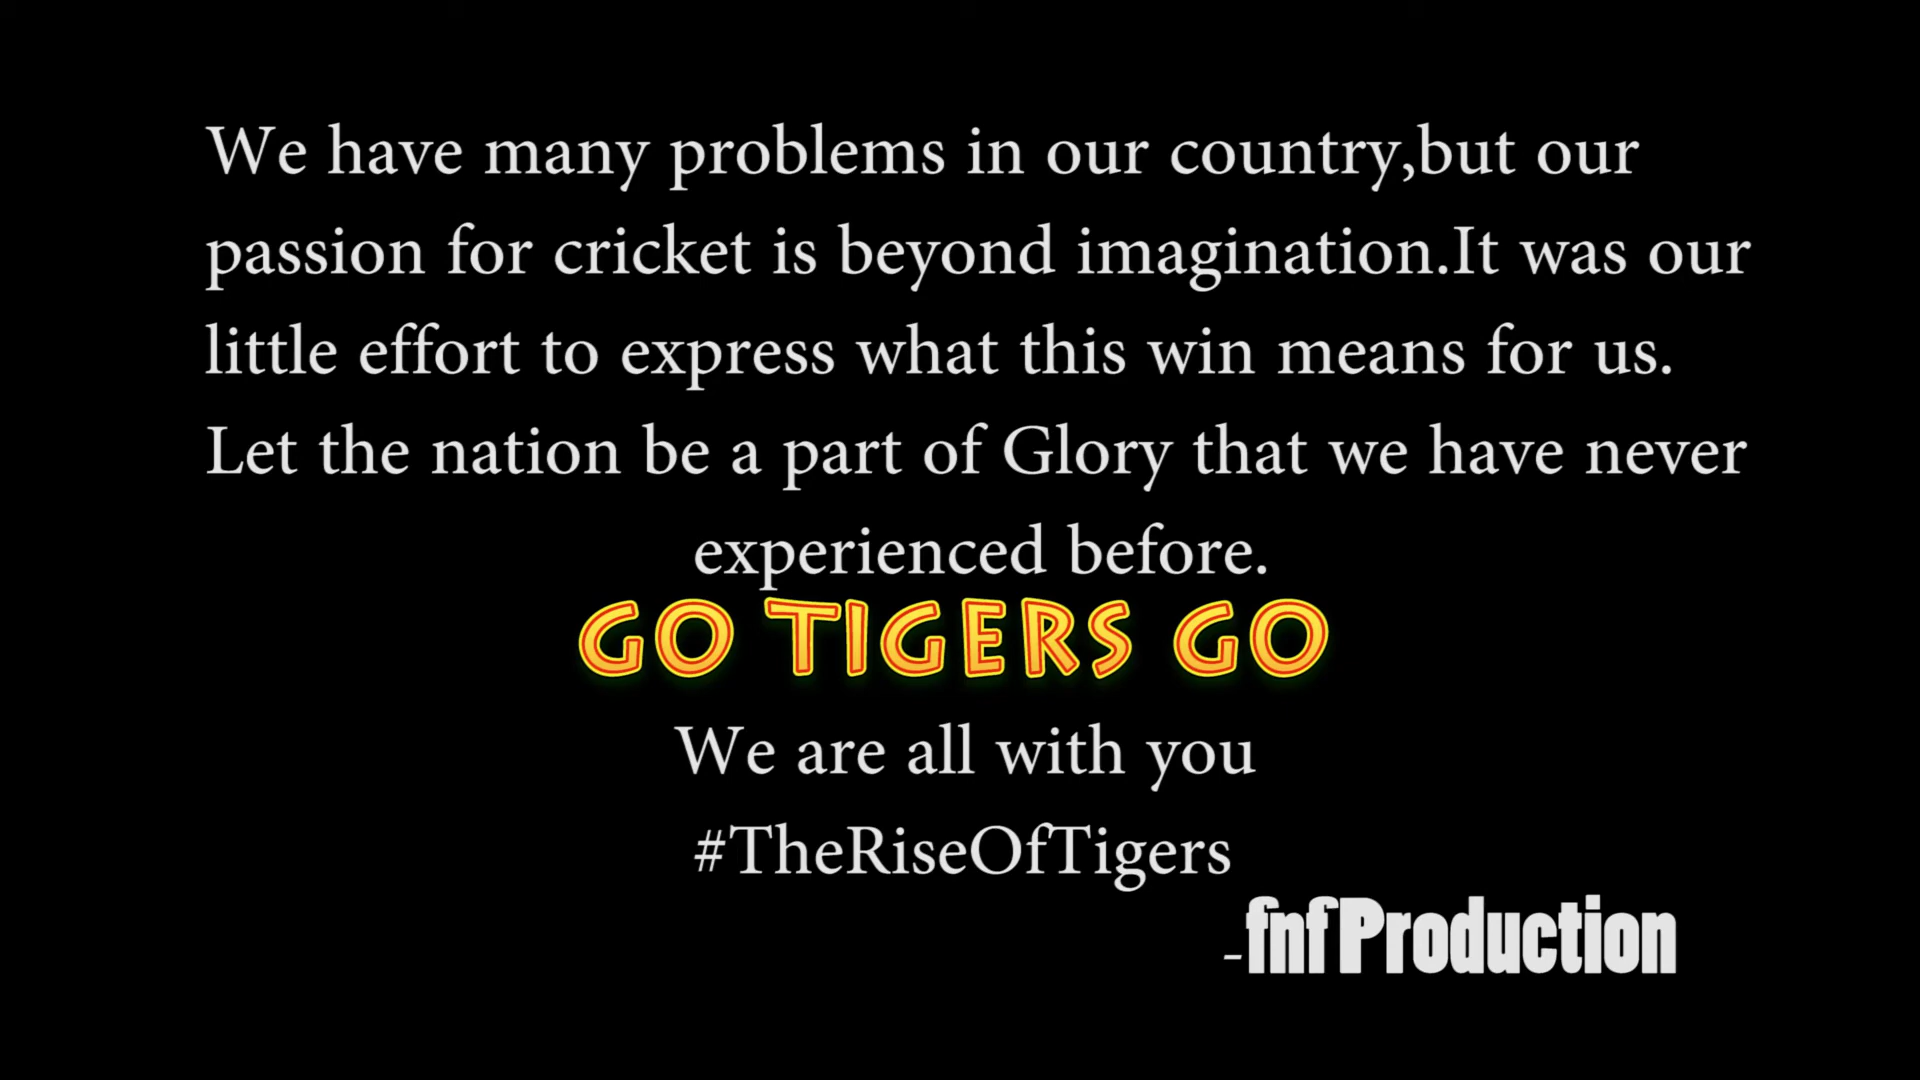 We have many problems in our country,but our
passion for cricket is beyond imagination.It was our
little effort to express what this win means for us.
Let the nation be a part of Glory that we have never
experienced before.
GO TIGERS GO
We are all with you
#TheRiseOfTigers
-fnfProduction